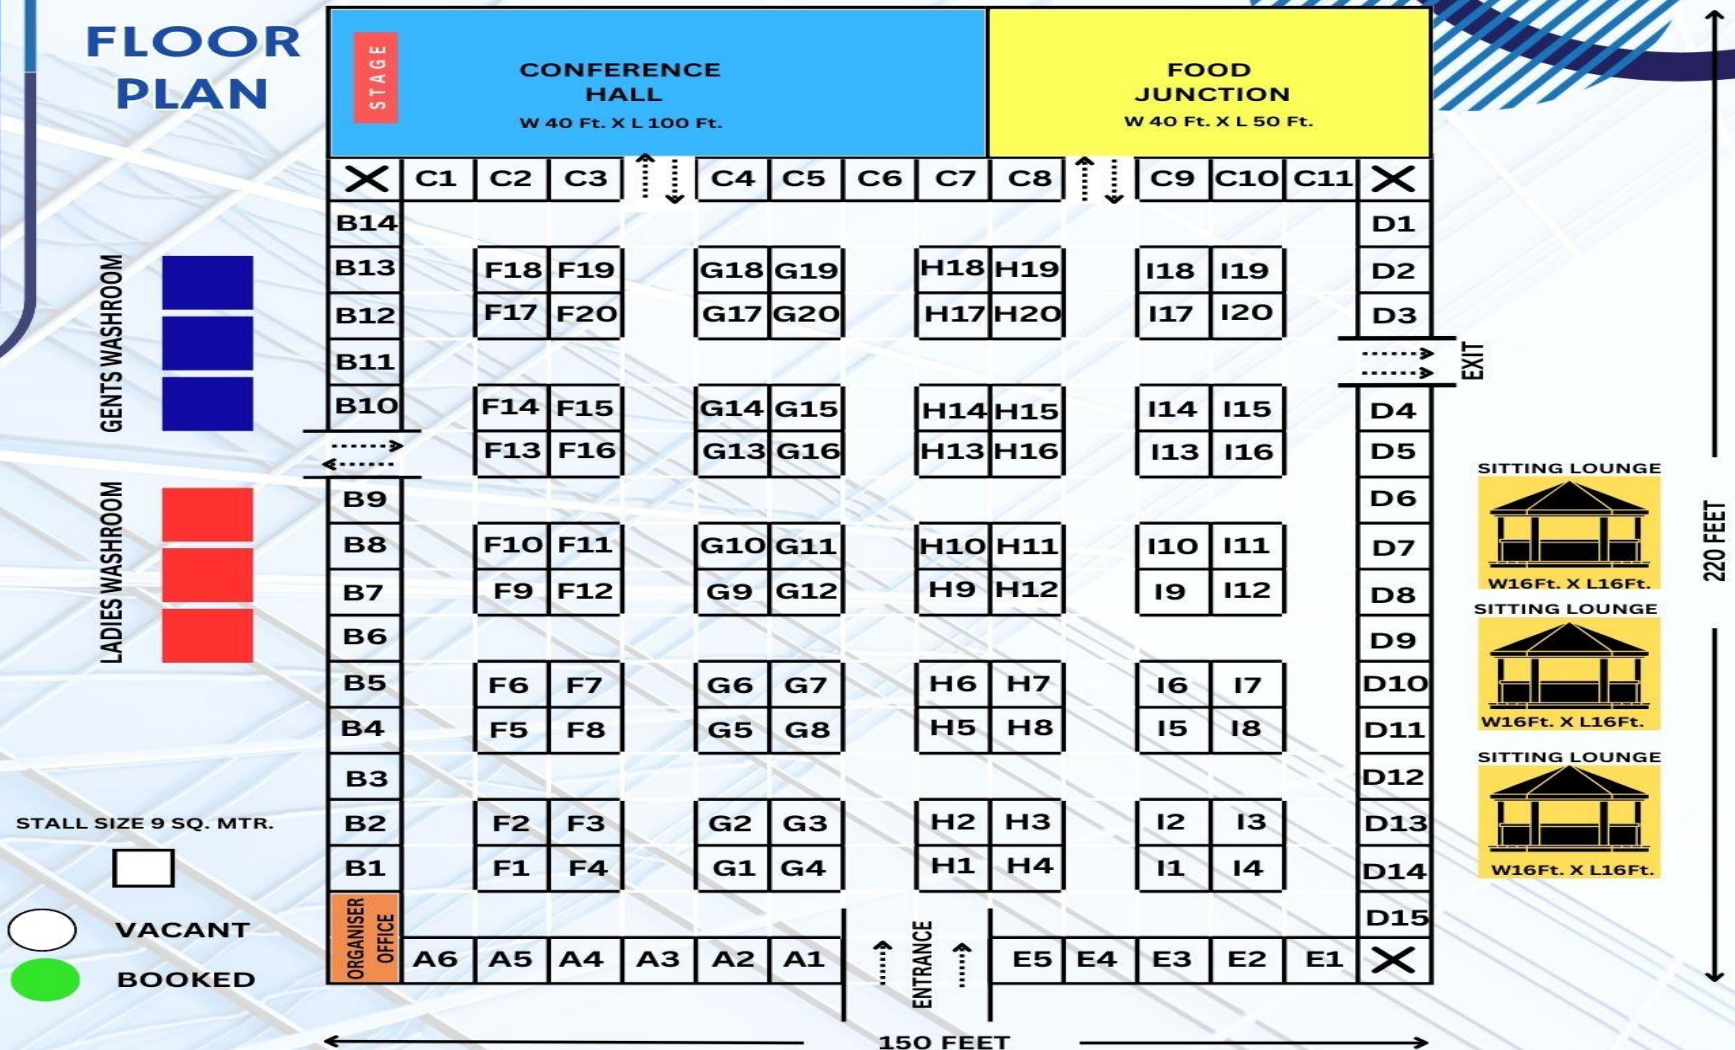 FLOOR
PLAN
STAGE
CONFERENCE
HALL
W 40 Ft. X L 100 Ft.
FOOD
JUNCTION
W 40 Ft. X L 50 Ft.
C1 C2 C3 C4 C5 C6 C7 C8 C9 C10 C11
B14 D1
B13 F18 F19 G18 G19 H18 H19 I18 I19 D2
B12 F17 F20 G17 G20 H17 H20 I17 I20 D3
GENTS WASHROOM
B11
EXIT
B10 F14 F15 G14 G15 H14 H15 I14 I15 D4
F13 F16 G13 G16 H13 H16 I13 I16 D5
B9 D6
B8 F10 F11 G10 G11 H10 H11 I10 I11 D7
B7 F9 F12 G9 G12 H9 H12 I9 I12 D8
LADIES WASHROOM
B6 D9
B5 F6 F7 G6 G7 H6 H7 I6 I7 D10
B4 F5 F8 G5 G8 H5 H8 I5 I8 D11
B3 D12
B2 F2 F3 G2 G3 H2 H3 I2 I3 D13
B1 F1 F4 G1 G4 H1 H4 I1 I4 D14
D15
ORGANISER
OFFICE
A6 A5 A4 A3 A2 A1
ENTRANCE
E5 E4 E3 E2 E1
SITTING LOUNGE
W16Ft. X L16Ft.
SITTING LOUNGE
W16Ft. X L16Ft.
SITTING LOUNGE
W16Ft. X L16Ft.
220 FEET
STALL SIZE 9 SQ. MTR.
VACANT
BOOKED
150 FEET